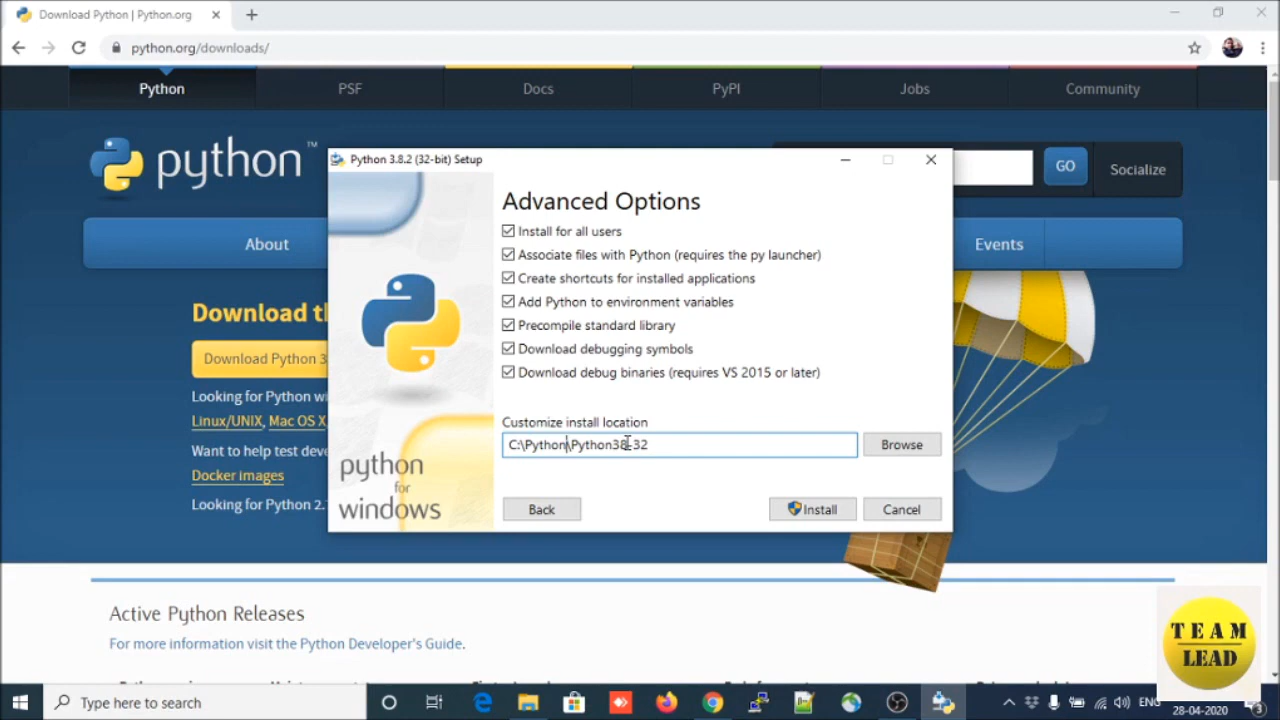 Download Python | Python.org
python.org/downloads/
Python PSF Docs PyPI Jobs Community
python™
GO
Socialize
About
Events
Download th
Download Python 3
Looking for Python wi
Linux/UNIX, Mac OS X,
Want to help test deve
Docker images
Looking for Python 2.
Python 3.8.2 (32-bit) Setup
Advanced Options
Install for all users
Associate files with Python (requires the py launcher)
Create shortcuts for installed applications
Add Python to environment variables
Precompile standard library
Download debugging symbols
Download debug binaries (requires VS 2015 or later)
Customize install location
C:\Python\Python38-32
Browse
Back
Install
Cancel
python
for
windows
Active Python Releases
For more information visit the Python Developer's Guide.
TEAM
LEAD
Type here to search
ENG
28-04-2020
3